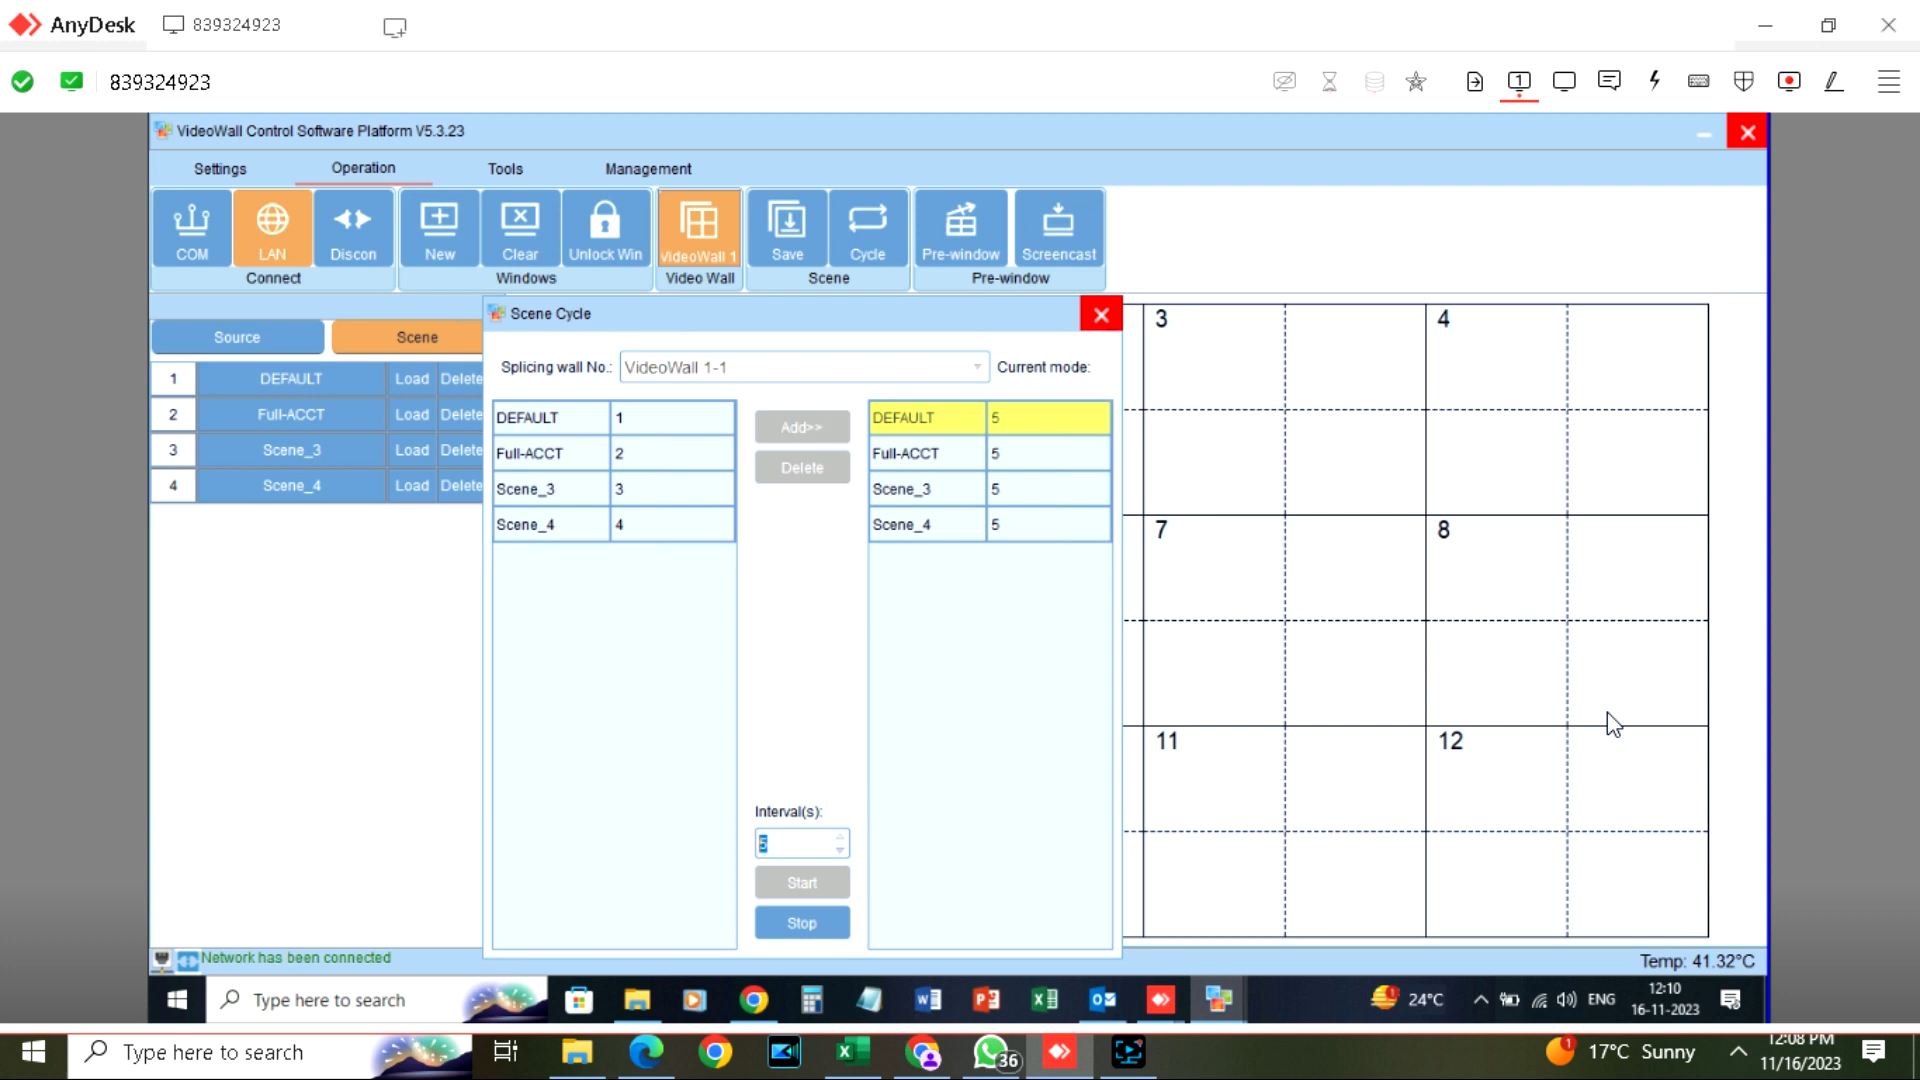 AnyDesk 839324923
839324923
VideoWall Control Software Platform V5.3.23
Settings Operation Tools Management
COM LAN Discon New Clear Unlock Win VideoWall 1 Save Cycle Pre-window Screencast
Connect Windows Video Wall Scene Pre-window
Scene Cycle
Source Scene
Splicing wall No.: VideoWall 1-1 Current mode:
1 DEFAULT Load Delete
2 Full-ACCT Load Delete
3 Scene_3 Load Delete
4 Scene_4 Load Delete
DEFAULT 1
Full-ACCT 2
Scene_3 3
Scene_4 4
Add>>
Delete
DEFAULT 5
Full-ACCT 5
Scene_3 5
Scene_4 5
Interval(s):
5
Start
Stop
3 4
7 8
11 12
Network has been connected
Temp: 41.32°C
Type here to search
24°C ENG 12:10
16-11-2023
Type here to search
36
1 17°C Sunny 12:08 PM
11/16/2023